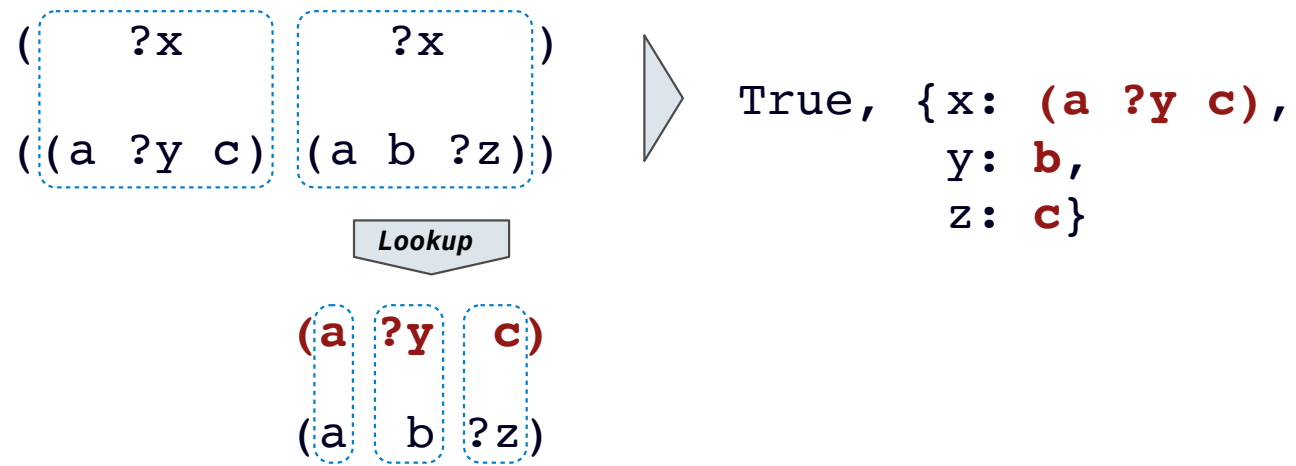 ( ?x ?x )
((a ?y c) (a b ?z))
Lookup
(a ?y c)
(a b ?z)
True, {x: (a ?y c),
y: b,
z: c}